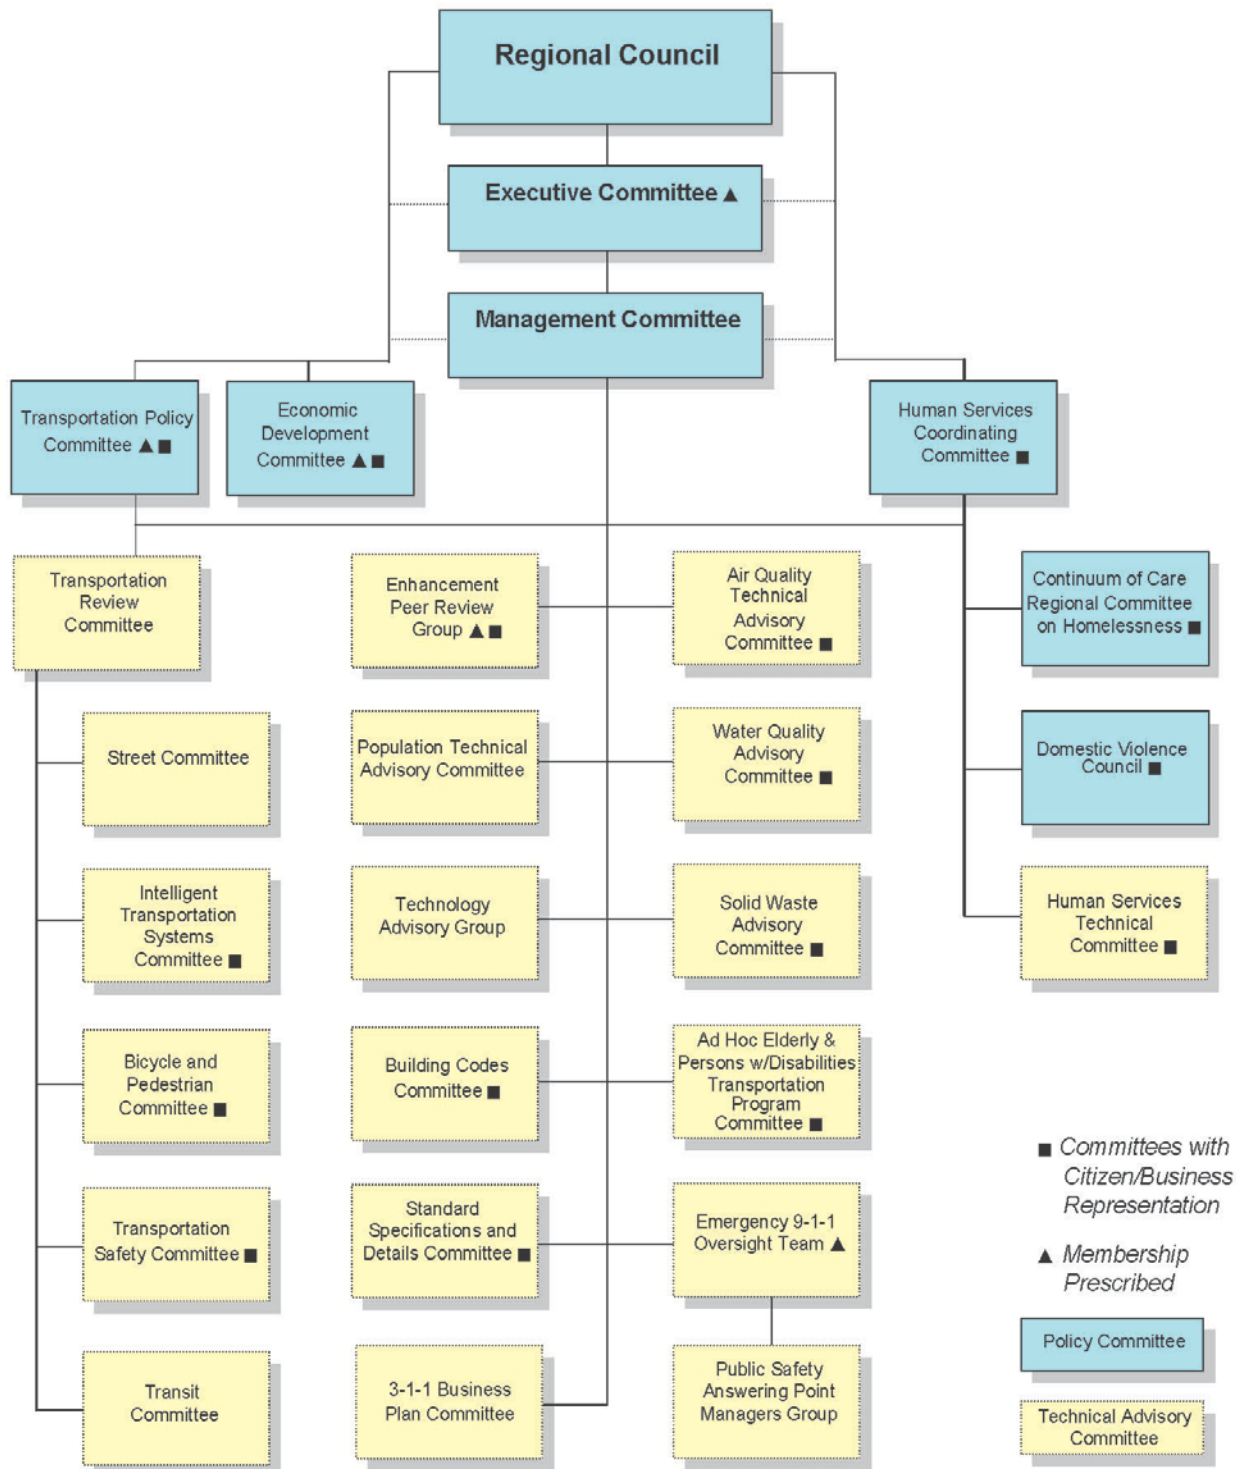 Regional Council
Executive Committee ▲
Management Committee
Transportation Policy
Committee ▲ ■
Economic
Development
Committee ▲ ■
Human Services
Coordinating
Committee ■
Transportation
Review
Committee
Enhancement
Peer Review
Group ▲ ■
Air Quality
Technical
Advisory
Committee ■
Continuum of Care
Regional Committee
on Homelessness ■
Street Committee
Population Technical
Advisory Committee
Water Quality
Advisory
Committee ■
Domestic Violence
Council ■
Intelligent
Transportation
Systems
Committee ■
Technology
Advisory Group
Solid Waste
Advisory
Committee ■
Human Services
Technical
Committee ■
Bicycle and
Pedestrian
Committee ■
Building Codes
Committee ■
Ad Hoc Elderly &
Persons w/Disabilities
Transportation
Program
Committee ■
Transportation
Safety Committee ■
Standard
Specifications and
Details Committee ■
Emergency 9-1-1
Oversight Team ▲
Transit
Committee
3-1-1 Business
Plan Committee
Public Safety
Answering Point
Managers Group
■ Committees with
Citizen/Business
Representation
▲ Membership
Prescribed
Policy Committee
Technical Advisory
Committee